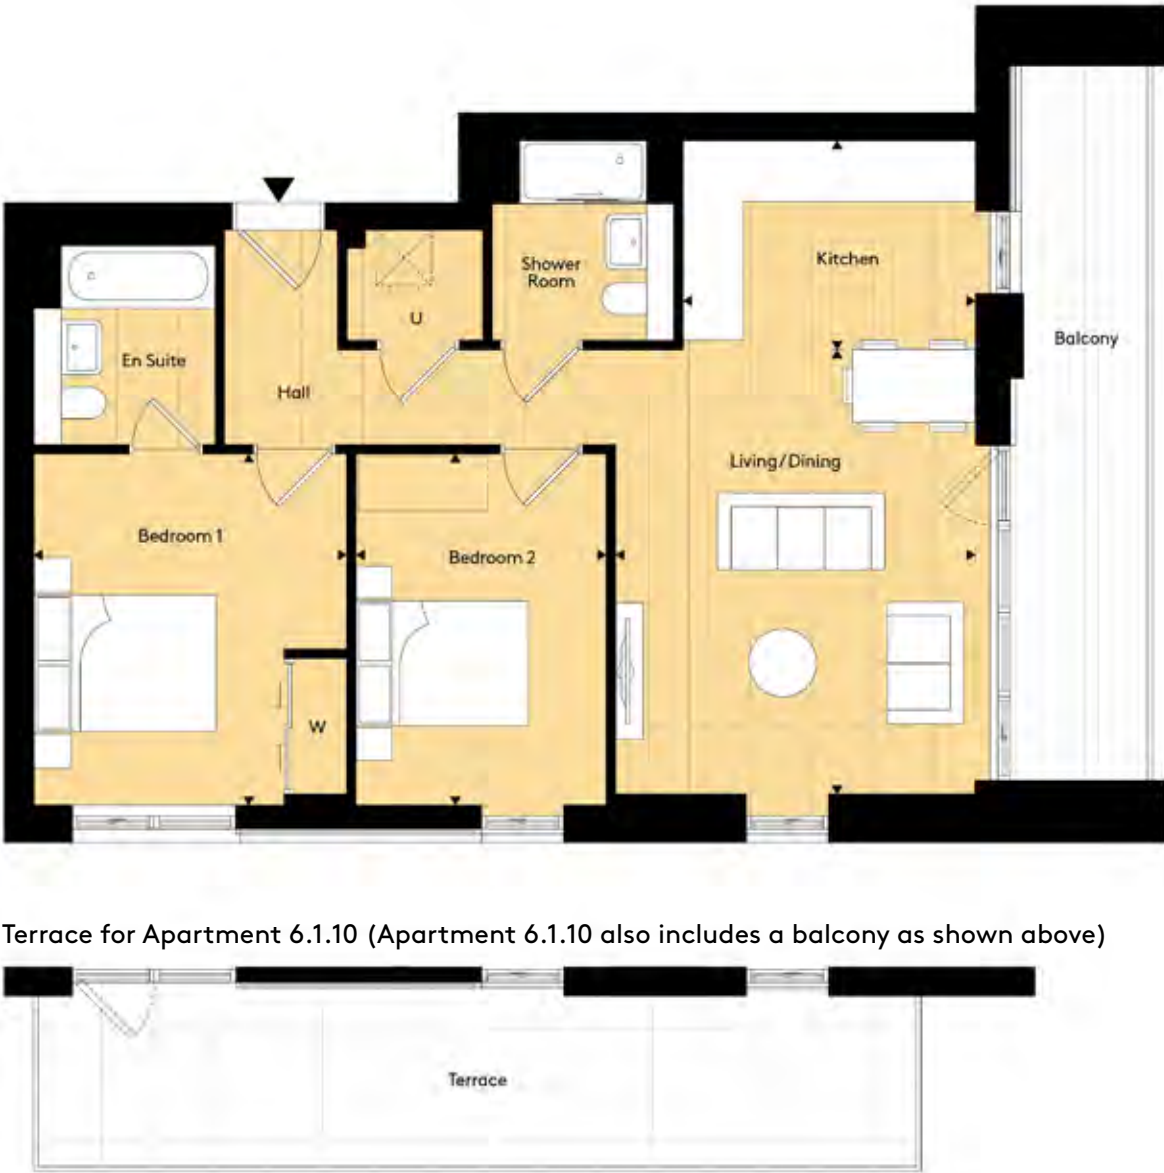 Kitchen
Shower
Room
U
Balcony
En Suite
Hall
Living/Dining
Bedroom 1
Bedroom 2
W
Terrace for Apartment 6.1.10 (Apartment 6.1.10 also includes a balcony as shown above)
Terrace